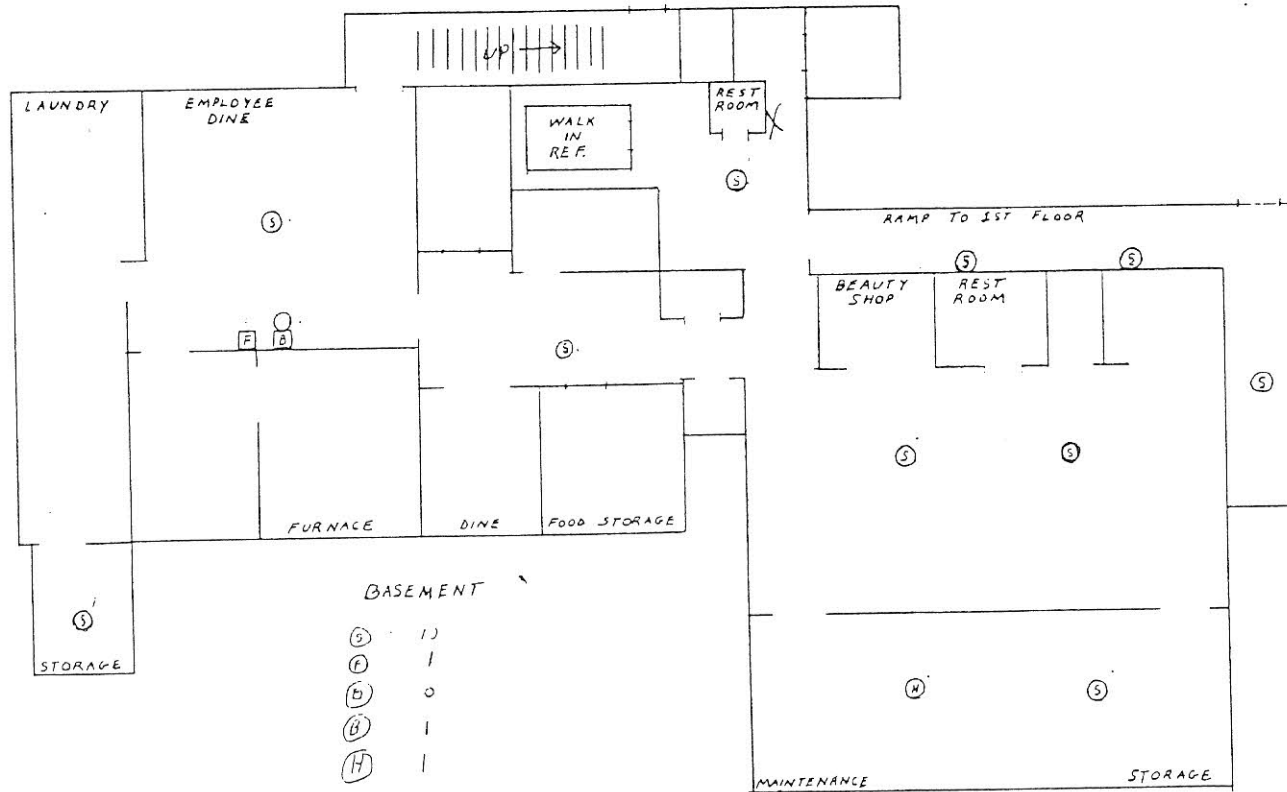 UP
LAUNDRY
EMPLOYEE
DINE
WALK
IN
REF.
REST
ROOM
S
S
RAMP TO 1ST FLOOR
S
S
BEAUTY
SHOP
REST
ROOM
F
B
S
S
S
S
FURNACE
DINE
FOOD STORAGE
BASEMENT
S
STORAGE
S
F 1
D 0
B 1
H 1
H
S
MAINTENANCE
STORAGE